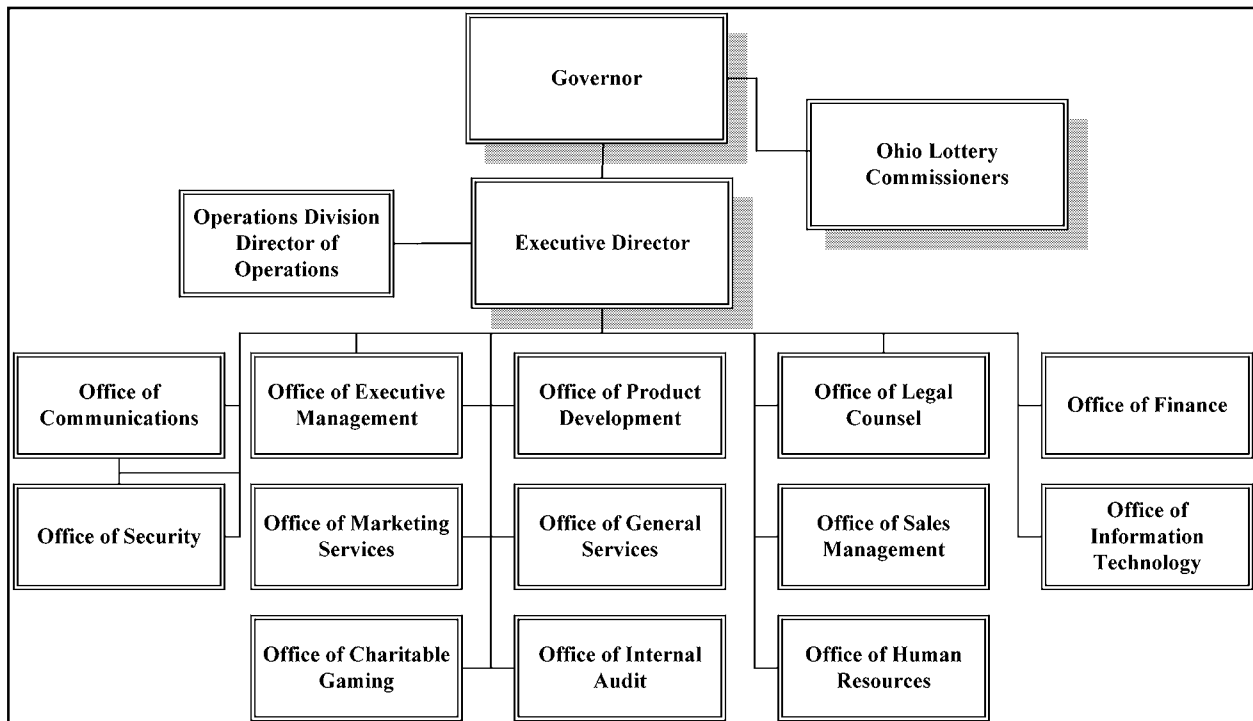 Governor
Ohio Lottery
Commissioners
Operations Division
Director of
Operations
Executive Director
Office of
Communications
Office of Executive
Management
Office of Product
Development
Office of Legal
Counsel
Office of Finance
Office of Security
Office of Marketing
Services
Office of General
Services
Office of Sales
Management
Office of
Information
Technology
Office of Charitable
Gaming
Office of Internal
Audit
Office of Human
Resources